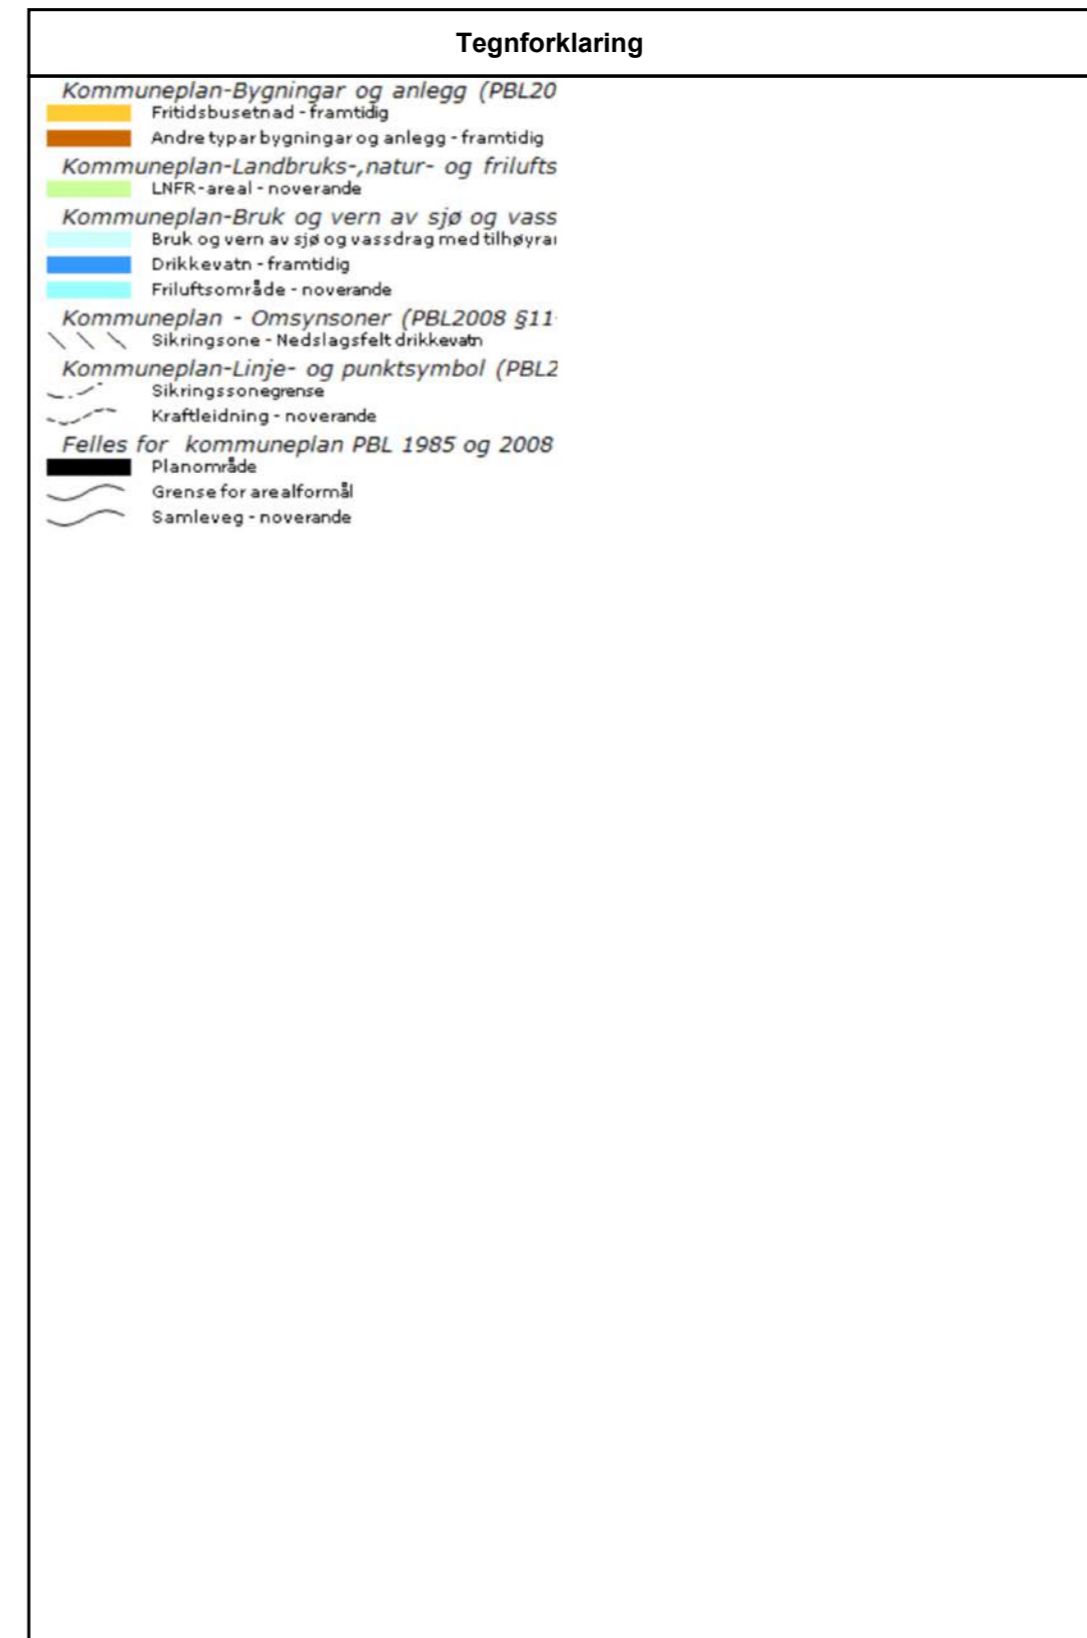 Tegnforklaring
Kommuneplan-Bygningar og anlegg (PBL20
Fritidsbusetnad - framtidig
Andre typar bygningar og anlegg - framtidig
Kommuneplan-Landbruks-,natur- og frilufts
LNFR-areal - noverande
Kommuneplan-Bruk og vern av sjø og vass
Bruk og vern av sjø og vassdrag med tilhøyrai
Drikkevatn - framtidig
Friluftsområde - noverande
Kommuneplan - Omsynsoner (PBL2008 §11-
Sikringsone - Nedslagsfelt drikkevatn
Kommuneplan-Linje- og punktsymbol (PBL2
Sikringssonegrense
Kraftleidning - noverande
Felles for kommuneplan PBL 1985 og 2008
Planområde
Grense for arealformål
Samleveg - noverande